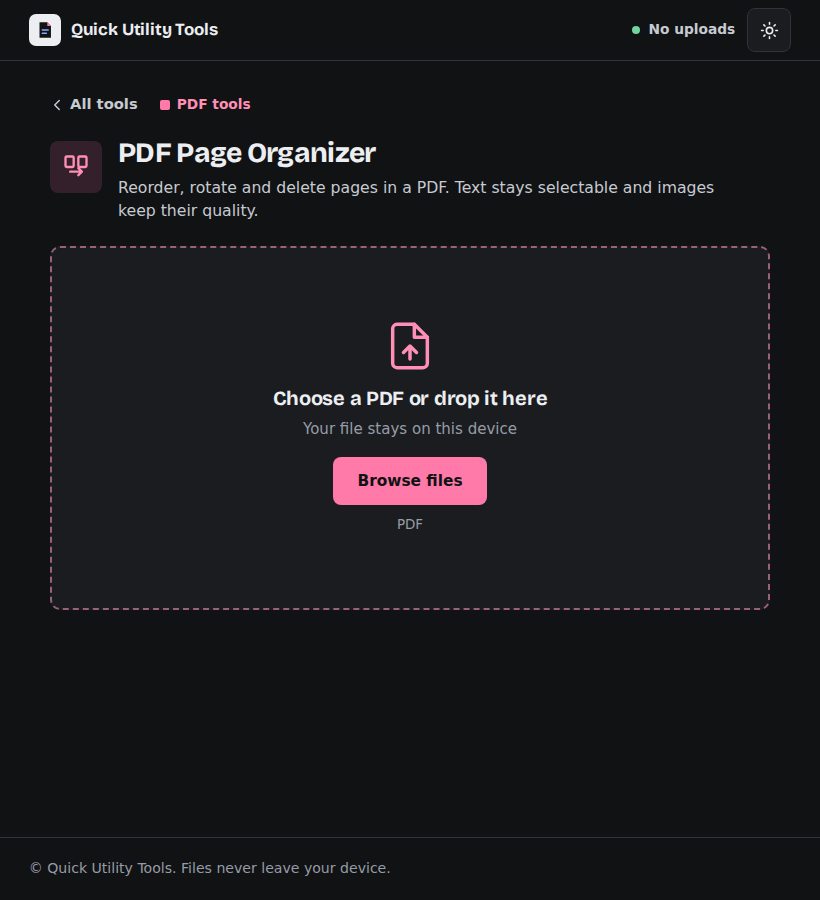 Quick Utility Tools
No uploads
All tools
PDF tools
PDF Page Organizer
Reorder, rotate and delete pages in a PDF. Text stays selectable and images
keep their quality.
Choose a PDF or drop it here
Your file stays on this device
Browse files
PDF
© Quick Utility Tools. Files never leave your device.